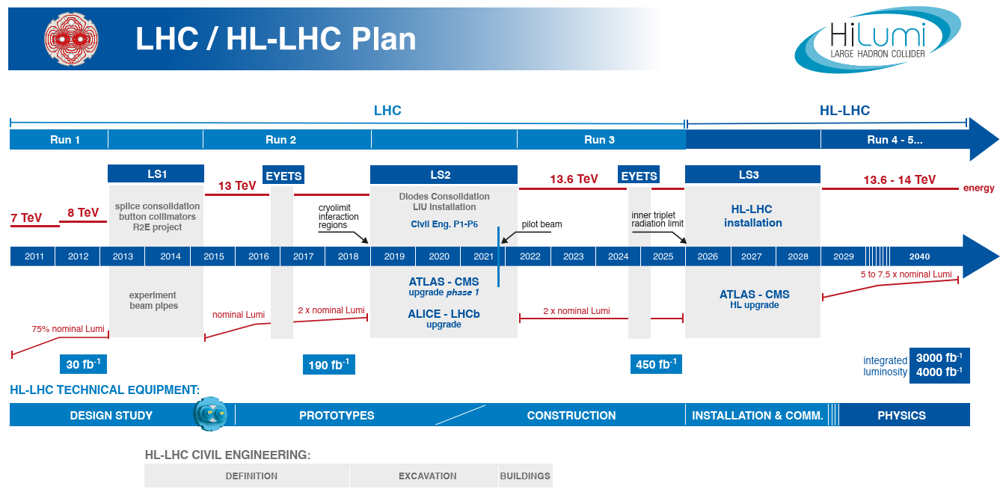 LHC / HL-LHC Plan
HiLumi
LARGE HADRON COLLIDER
LHC
HL-LHC
Run 1
Run 2
Run 3
Run 4 - 5...
LS1
EYETS
LS2
EYETS
LS3
7 TeV
8 TeV
13 TeV
13.6 TeV
13.6 - 14 TeV
energy
splice consolidation
button collimators
R2E project
cryolimit
interaction
regions
Diodes Consolidation
LIU Installation
Civil Eng. P1-P5
pilot beam
inner triplet
radiation limit
HL-LHC
installation
2011
2012
2013
2014
2015
2016
2017
2018
2019
2020
2021
2022
2023
2024
2025
2026
2027
2028
2029
2040
5 to 7.5 x nominal Lumi
experiment
beam pipes
ATLAS - CMS
upgrade phase 1
ALICE - LHCb
upgrade
ATLAS - CMS
HL upgrade
75% nominal Lumi
nominal Lumi
2 x nominal Lumi
2 x nominal Lumi
30 fb-1
190 fb-1
450 fb-1
integrated
luminosity
3000 fb-1
4000 fb-1
HL-LHC TECHNICAL EQUIPMENT:
DESIGN STUDY
PROTOTYPES
CONSTRUCTION
INSTALLATION & COMM.
PHYSICS
HL-LHC CIVIL ENGINEERING:
DEFINITION
EXCAVATION
BUILDINGS